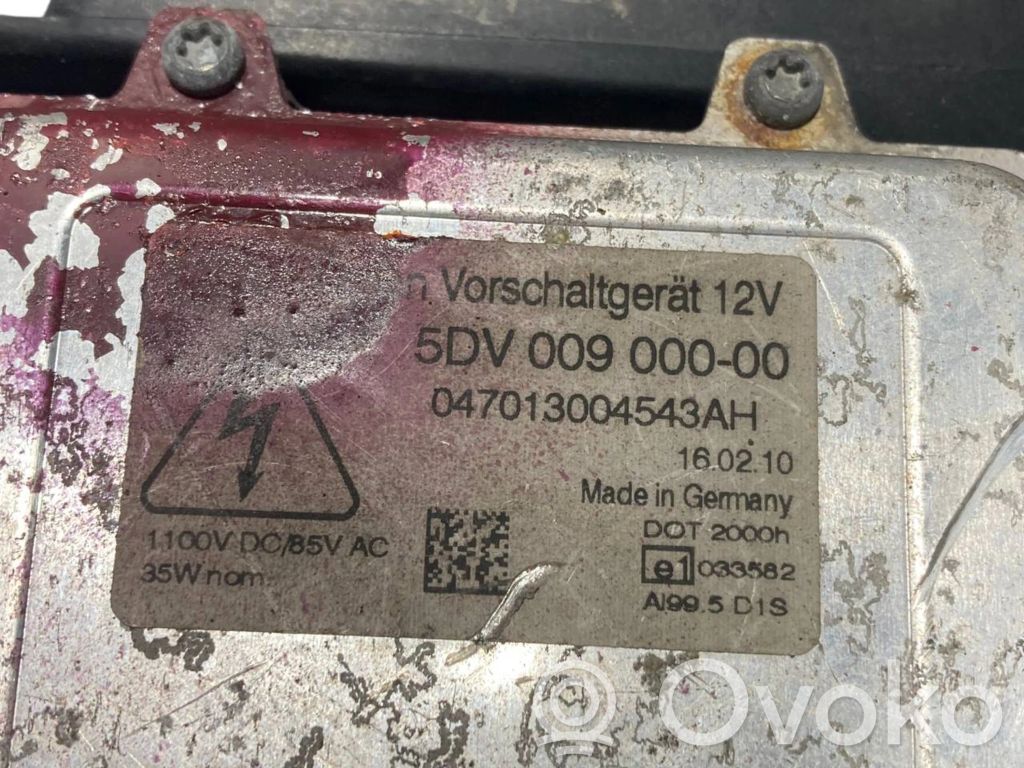 Vorschaltgerät 12V
5DV 009 000-00
047013004543AH
16.02.10
Made in Germany
DOT 2000h
e1 033582
Al99.5 D1S
1100V DC/85V AC
35W nom.
Ovoko